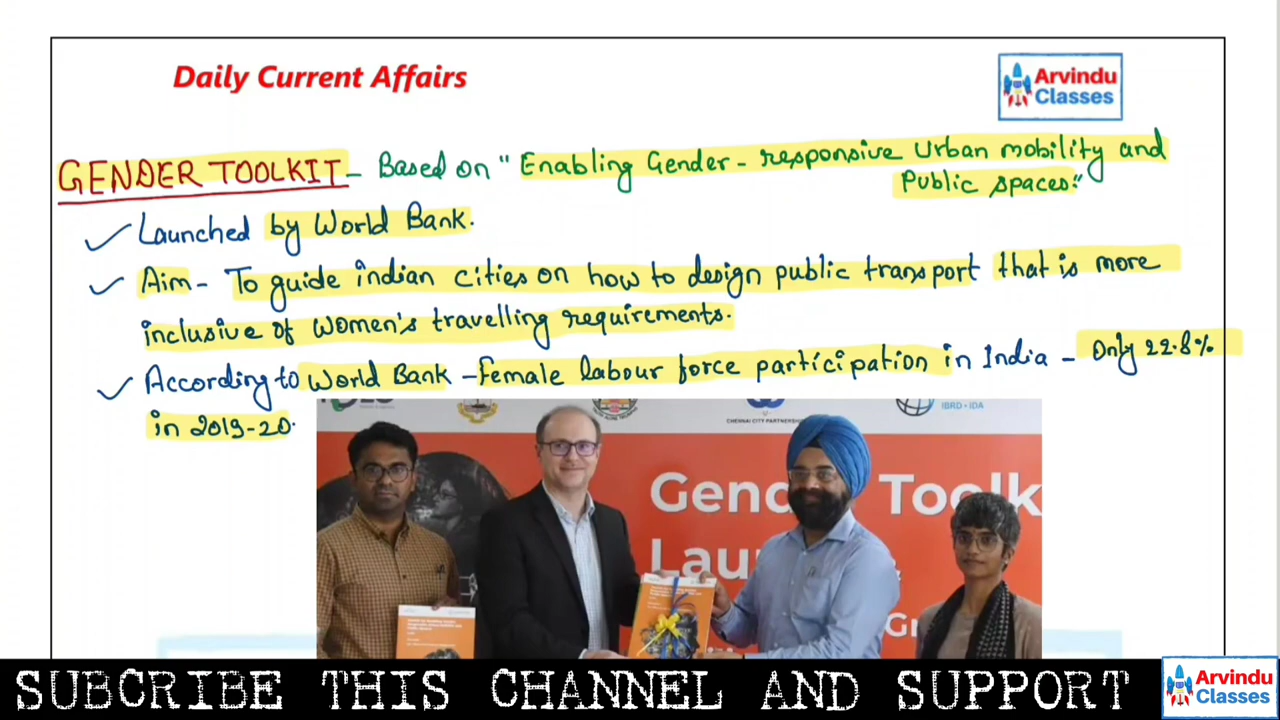 Daily Current Affairs
Arvindu
Classes
GENDER TOOLKIT - Based on "Enabling Gender - responsive Urban mobility and
Public spaces."
Launched by World Bank.
Aim - To guide indian cities on how to design public transport that is more
inclusive of women's travelling requirements.
According to World Bank - Female labour force participation in India - Only 22.8%
in 2019-20.
CHENNAI CITY PARTNERSHIP
IBRD • IDA
Gend Toolk
Lau
Gr
SUBCRIBE THIS CHANNEL AND SUPPORT
Arvindu
Classes